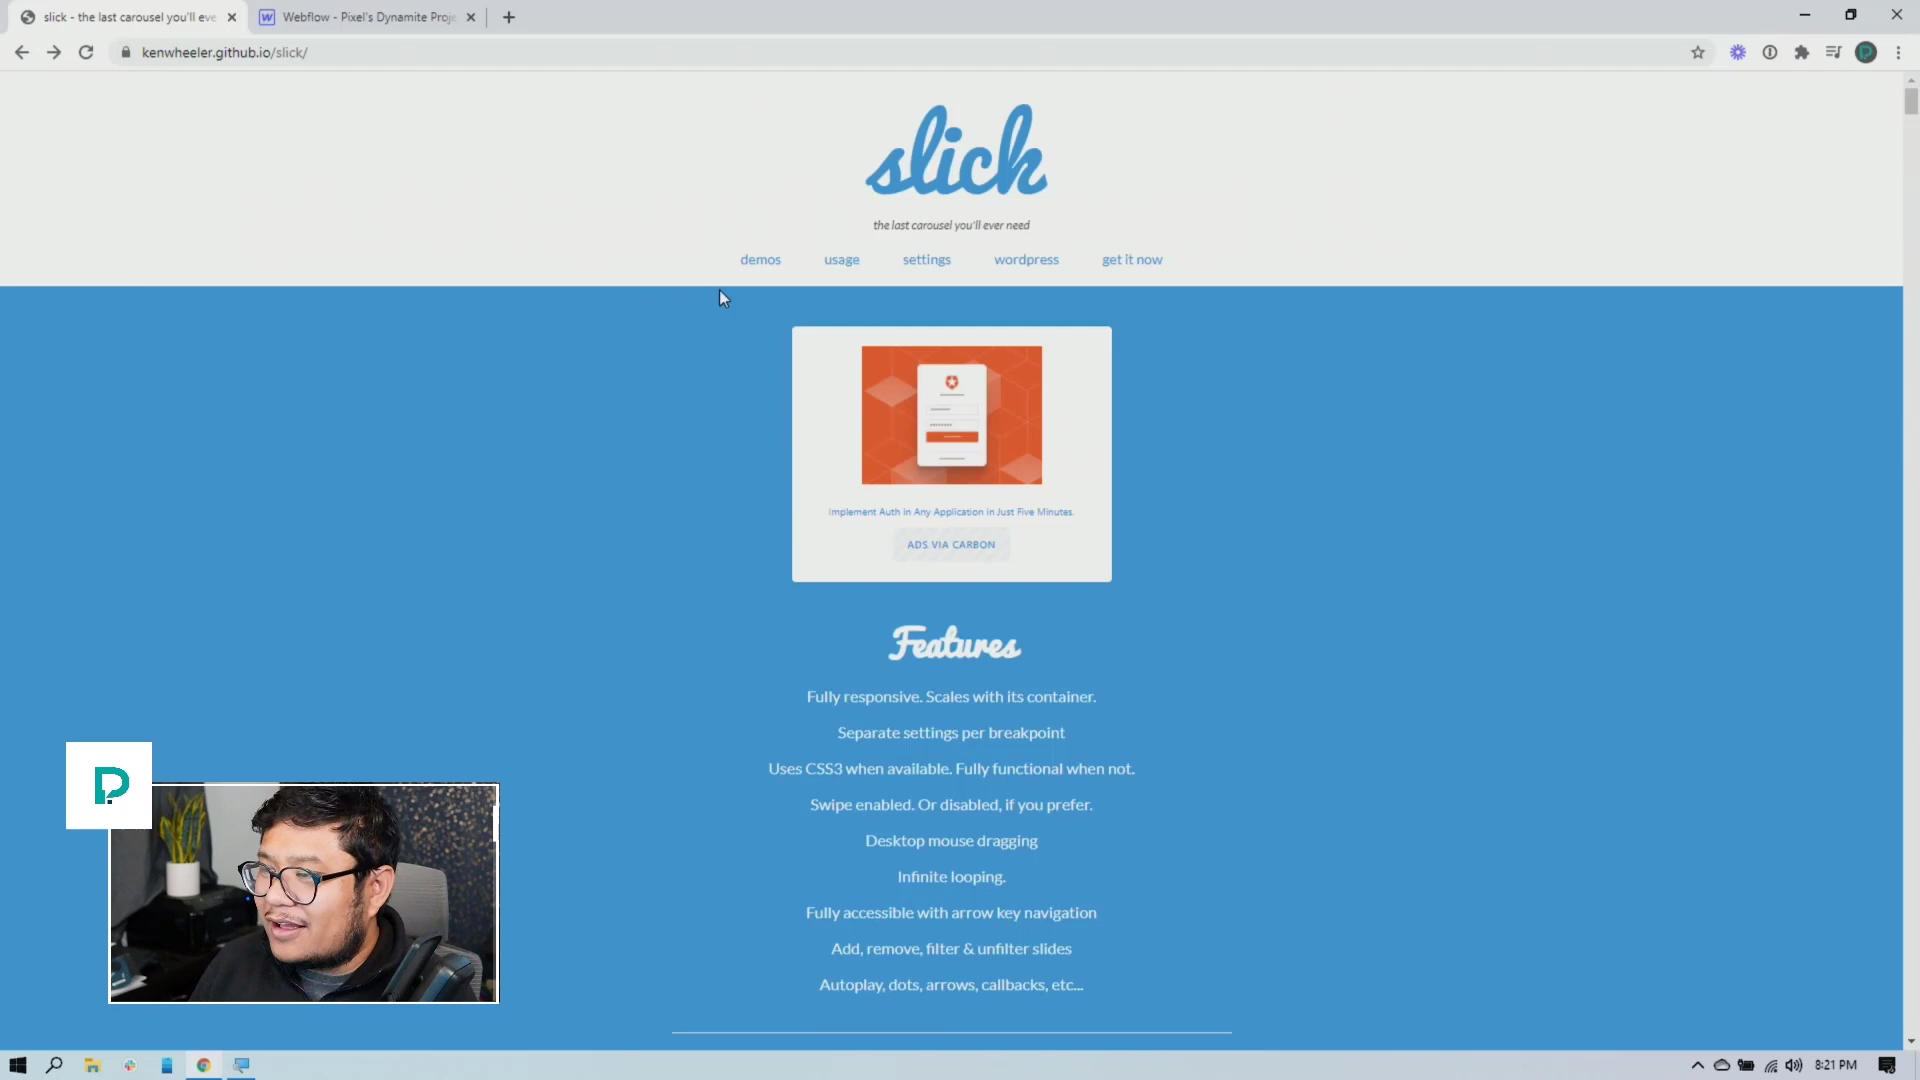 slick - the last carousel you'll eve
Webflow - Pixel's Dynamite Proje
kenwheeler.github.io/slick/
slick
the last carousel you'll ever need
demos usage settings wordpress get it now
Implement Auth in Any Application in Just Five Minutes.
ADS VIA CARBON
Features
Fully responsive. Scales with its container.
Separate settings per breakpoint
Uses CSS3 when available. Fully functional when not.
Swipe enabled. Or disabled, if you prefer.
Desktop mouse dragging
Infinite looping.
Fully accessible with arrow key navigation
Add, remove, filter & unfilter slides
Autoplay, dots, arrows, callbacks, etc...
8:21 PM